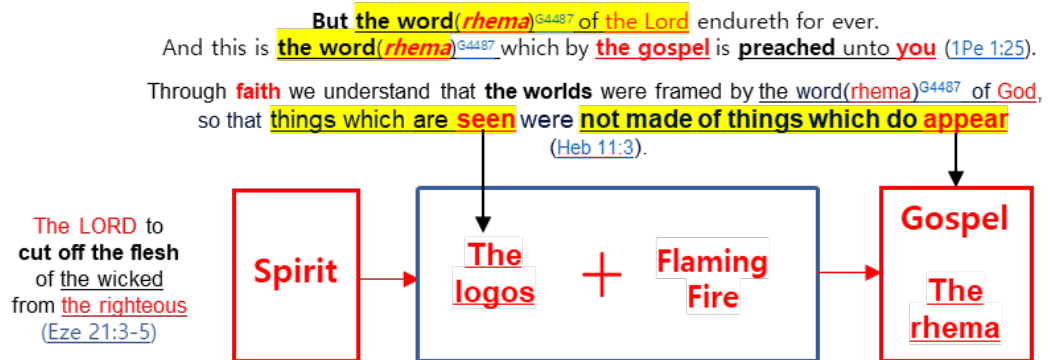 But the word(rhema)G4487 of the Lord endureth for ever.
And this is the word(rhema)G4487 which by the gospel is preached unto you (1Pe 1:25).
Through faith we understand that the worlds were framed by the word(rhema)G4487 of God,
so that things which are seen were not made of things which do appear
(Heb 11:3).
The LORD to
cut off the flesh
of the wicked
from the righteous
(Eze 21:3-5)
Spirit
The
logos
+
Flaming
Fire
Gospel
The
rhema